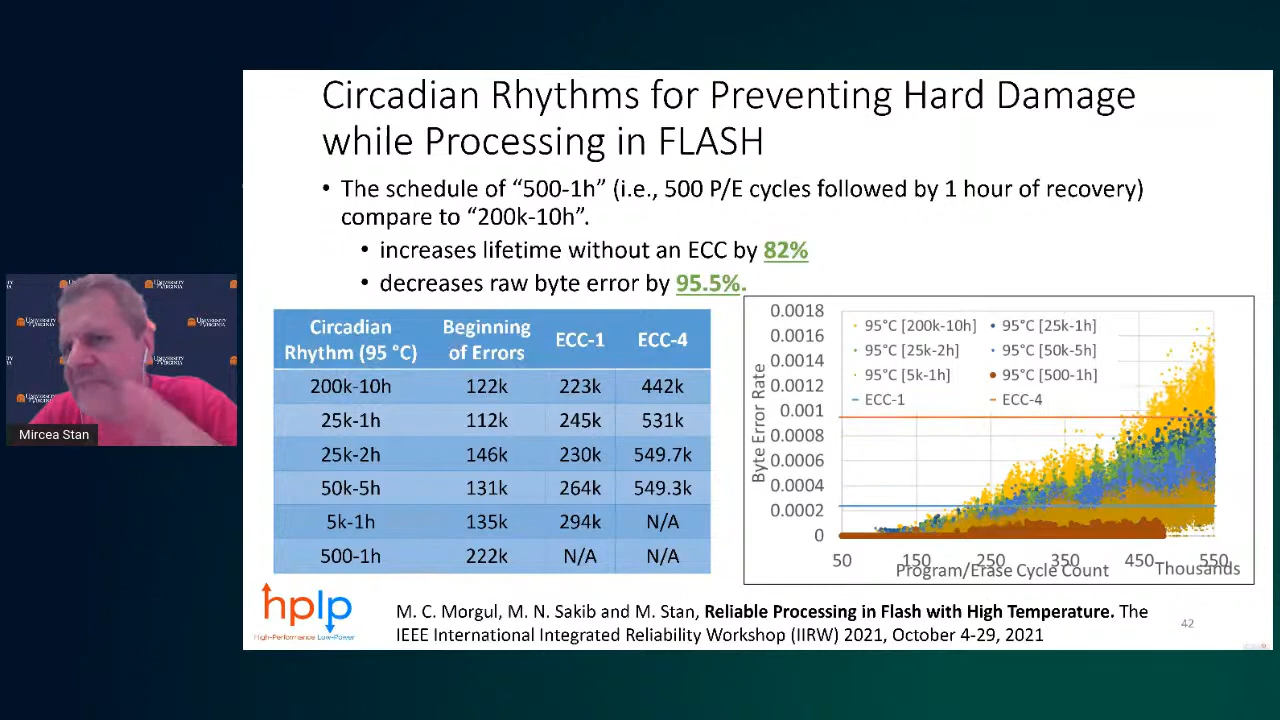 Circadian Rhythms for Preventing Hard Damage
while Processing in FLASH
• The schedule of “500-1h” (i.e., 500 P/E cycles followed by 1 hour of recovery)
compare to “200k-10h”.
• increases lifetime without an ECC by 82%
• decreases raw byte error by 95.5%.
Circadian Rhythm (95 °C) Beginning of Errors ECC-1 ECC-4
200k-10h 122k 223k 442k
25k-1h 112k 245k 531k
25k-2h 146k 230k 549.7k
50k-5h 131k 264k 549.3k
5k-1h 135k 294k N/A
500-1h 222k N/A N/A
Byte Error Rate
0.0018
0.0016
0.0014
0.0012
0.001
0.0008
0.0006
0.0004
0.0002
0
95°C [200k-10h] 95°C [25k-1h]
95°C [25k-2h] 95°C [50k-5h]
95°C [5k-1h] 95°C [500-1h]
ECC-1 ECC-4
50 150 250 350 450 550
Program/Erase Cycle Count Thousands
UNIVERSITY of VIRGINIA
Mircea Stan
hplp
High-Performance Low-Power
M. C. Morgul, M. N. Sakib and M. Stan, Reliable Processing in Flash with High Temperature. The
IEEE International Integrated Reliability Workshop (IIRW) 2021, October 4-29, 2021
42